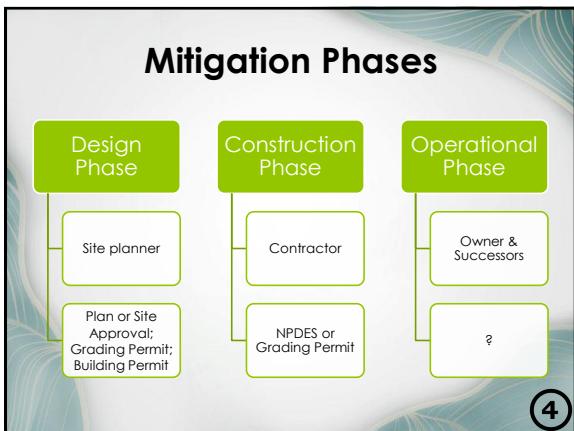 Mitigation Phases
Design
Phase
Site planner
Plan or Site
Approval;
Grading Permit;
Building Permit
Construction
Phase
Contractor
NPDES or
Grading Permit
Operational
Phase
Owner &
Successors
?
4